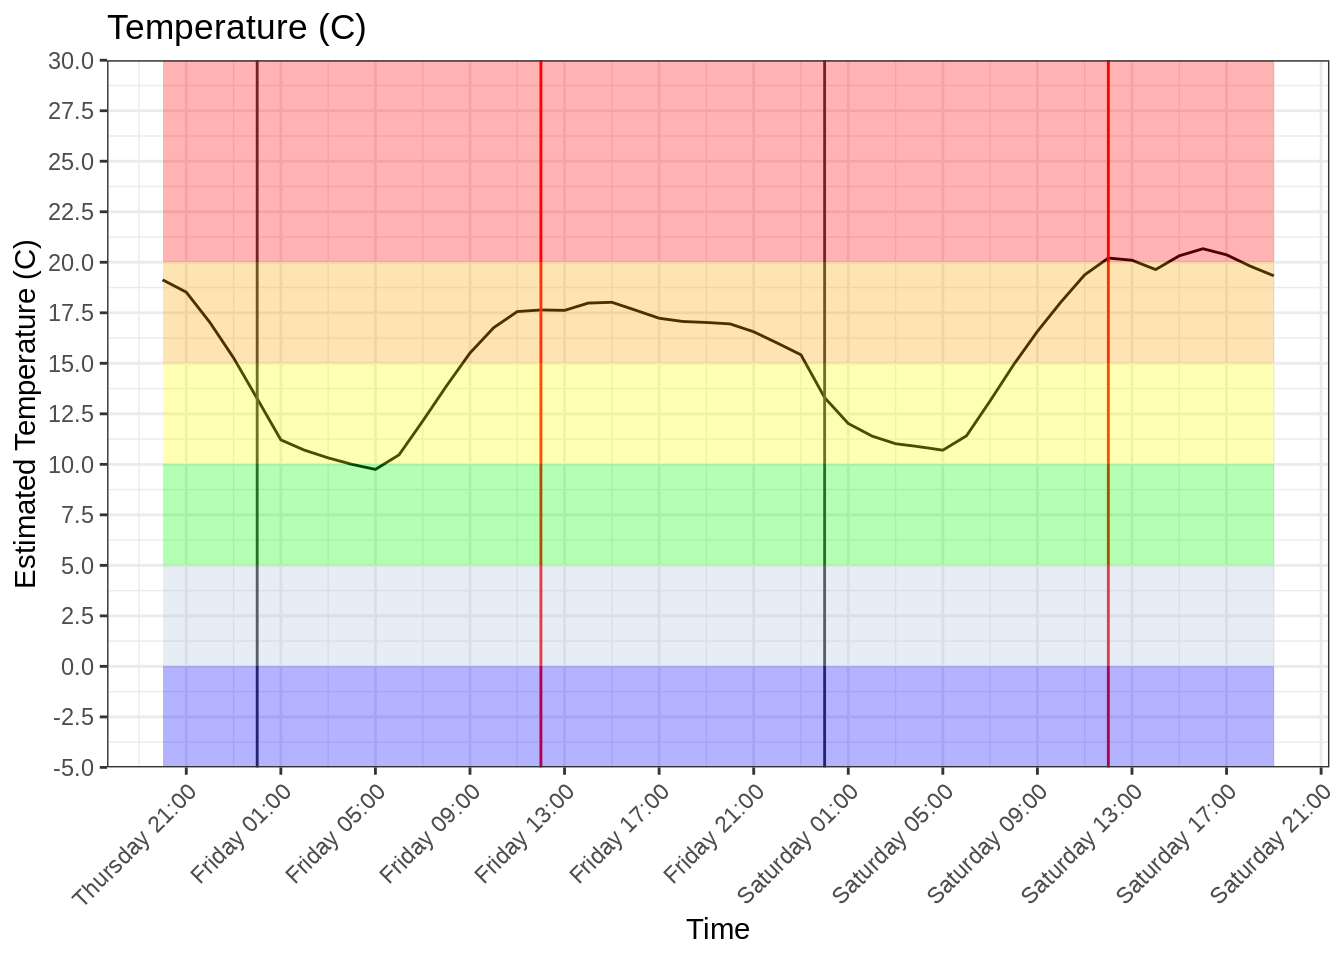 Temperature (C)
Estimated Temperature (C)
30.0
27.5
25.0
22.5
20.0
17.5
15.0
12.5
10.0
7.5
5.0
2.5
0.0
-2.5
-5.0
Thursday 21:00
Friday 01:00
Friday 05:00
Friday 09:00
Friday 13:00
Friday 17:00
Friday 21:00
Saturday 01:00
Saturday 05:00
Saturday 09:00
Saturday 13:00
Saturday 17:00
Saturday 21:00
Time